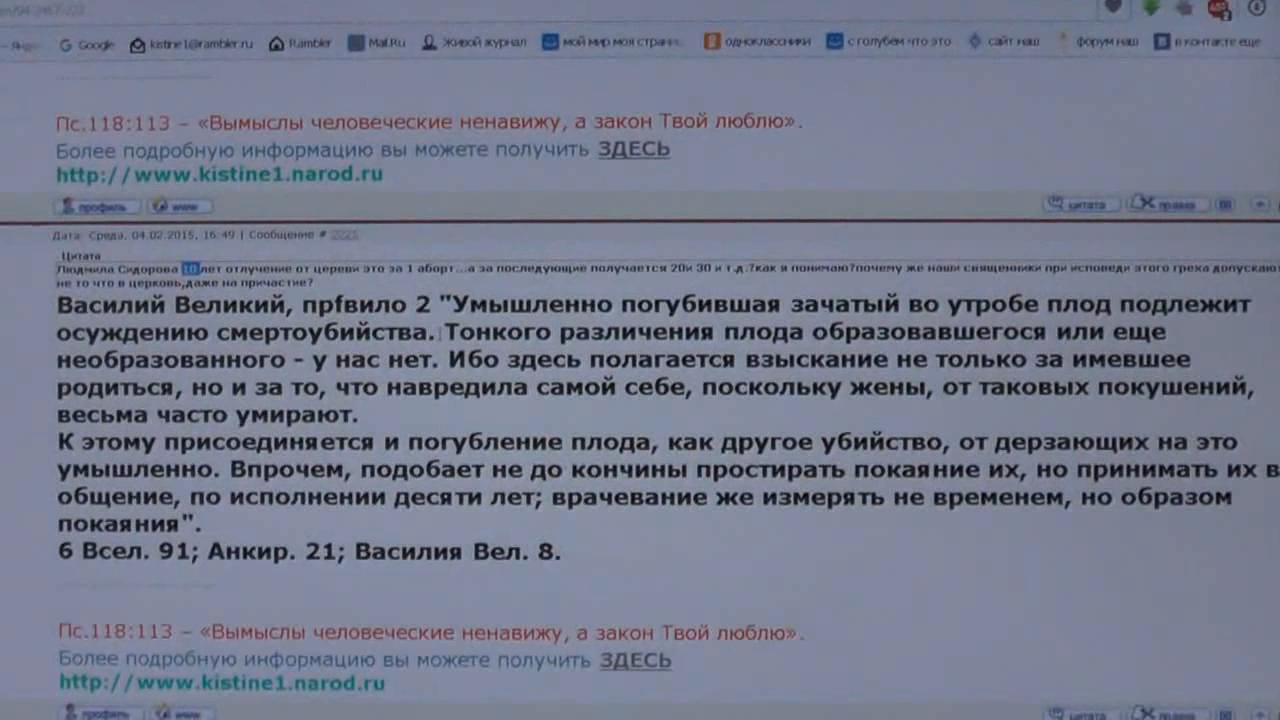 Google kistine1@rambler.ru Rambler Mail.Ru Живой журнал мой мир моя страни... одноклассники с голубем что это сайт наш форум наш в контакте еще
Пс.118:113 – «Вымыслы человеческие ненавижу, а закон Твой люблю».
Более подробную информацию вы можете получить ЗДЕСЬ
http://www.kistine1.narod.ru
профиль www цитата правка
Дата: Среда, 04.02.2015, 16:49 | Сообщение #
Цитата
Людмила Сидорова 10лет отлучение от цереви это за 1 аборт...а за последующие получается 20и 30 и т.д.?как я понимаю?почему же наши священники при исповеди этого греха допускаю
не то что в церковь,даже на причастие?
Василий Великий, прfвило 2 "Умышленно погубившая зачатый во утробе плод подлежит
осуждению смертоубийства. Тонкого различения плода образовавшегося или еще
необразованного - у нас нет. Ибо здесь полагается взыскание не только за имевшее
родиться, но и за то, что навредила самой себе, поскольку жены, от таковых покушений,
весьма часто умирают.
К этому присоединяется и погубление плода, как другое убийство, от дерзающих на это
умышленно. Впрочем, подобает не до кончины простирать покаяние их, но принимать их в
общение, по исполнении десяти лет; врачевание же измерять не временем, но образом
покаяния".
6 Всел. 91; Анкир. 21; Василия Вел. 8.
Пс.118:113 – «Вымыслы человеческие ненавижу, а закон Твой люблю».
Более подробную информацию вы можете получить ЗДЕСЬ
http://www.kistine1.narod.ru
профиль www цитата правка